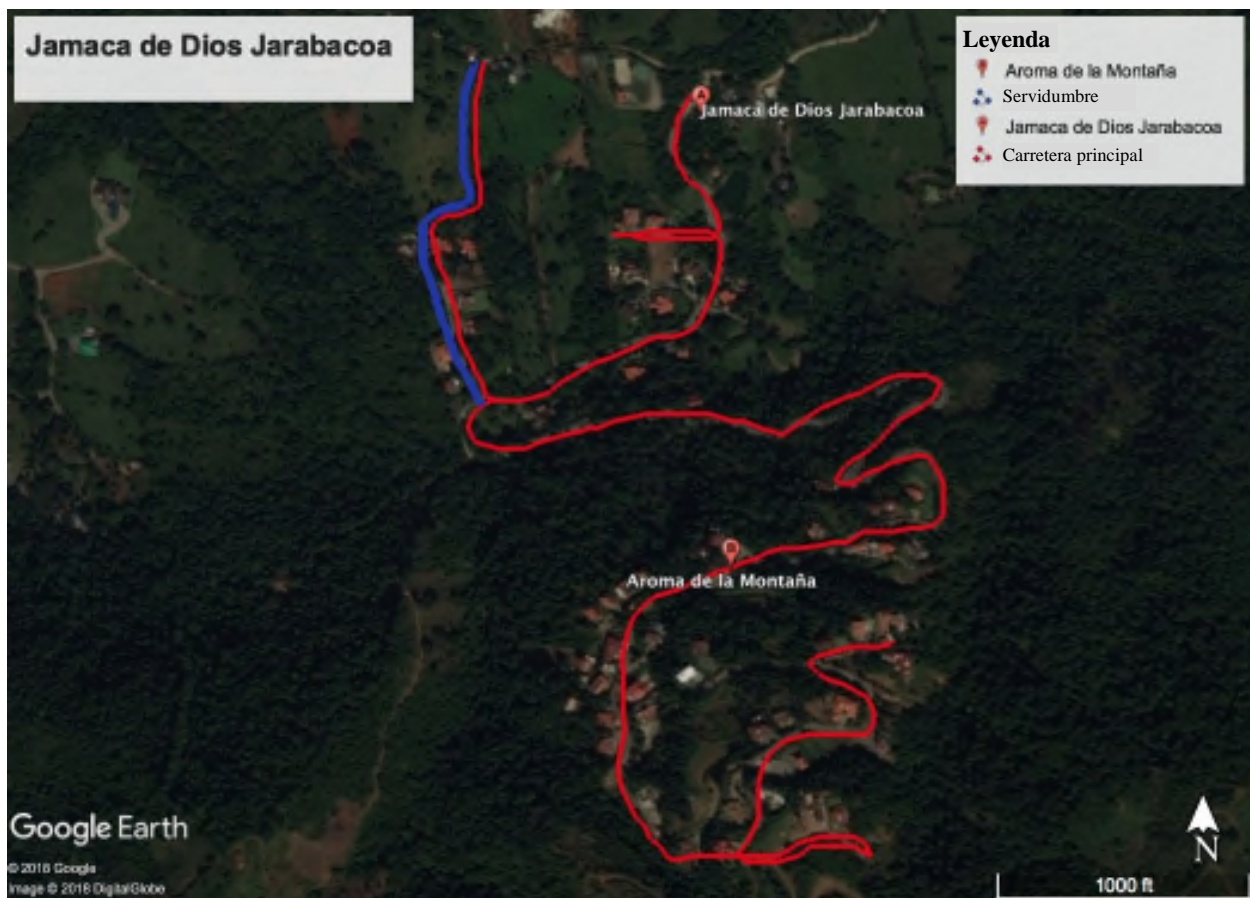 Jamaca de Dios Jarabacoa
Leyenda
Aroma de la Montaña
Servidumbre
Jamaca de Dios Jarabacoa
Carretera principal
A
Jamaca de Dios Jarabacoa
Aroma de la Montaña
Google Earth
© 2018 Google
Image © 2018 DigitalGlobe
N
1000 ft